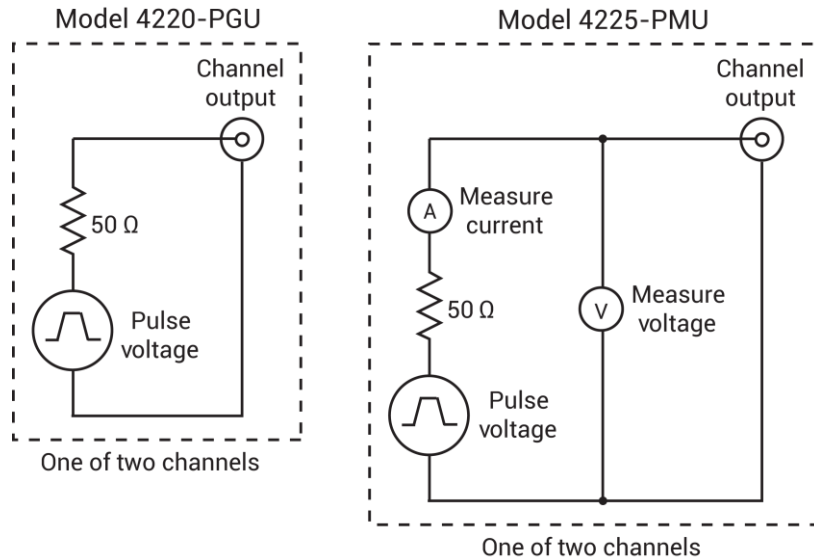 Model 4220-PGU
Channel
output
50 Ω
Pulse
voltage
One of two channels
Model 4225-PMU
Channel
output
A
Measure
current
50 Ω
V
Measure
voltage
Pulse
voltage
One of two channels